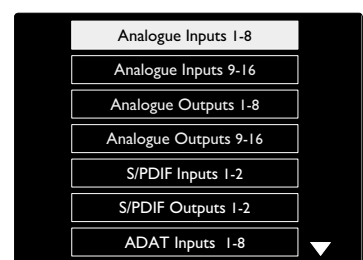 Analogue Inputs 1-8
Analogue Inputs 9-16
Analogue Outputs 1-8
Analogue Outputs 9-16
S/PDIF Inputs 1-2
S/PDIF Outputs 1-2
ADAT Inputs 1-8